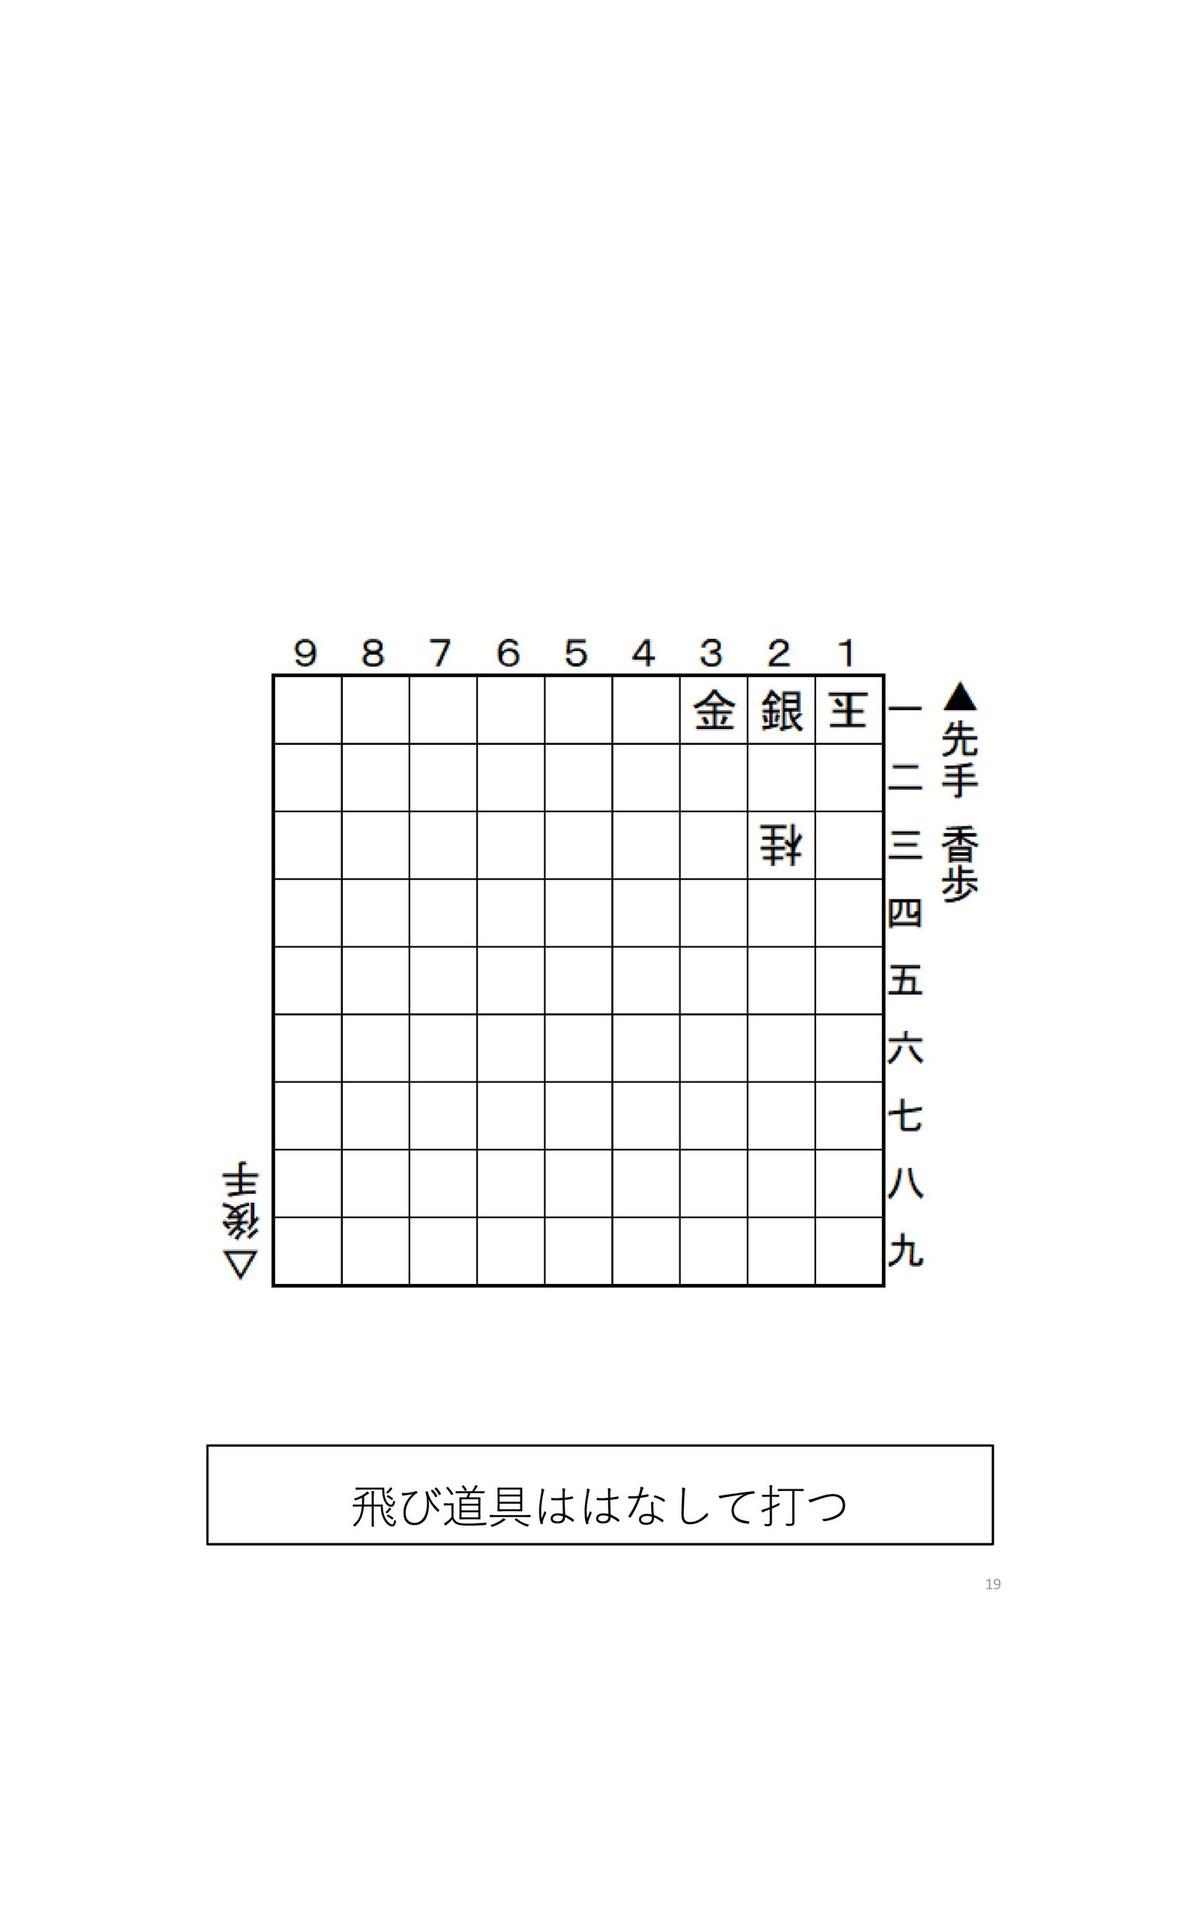 9 8 7 6 5 4 3 2 1
金 銀 王 一
二
桂 三
四
五
六
七
八
九
▲先手 香歩
△後手
飛び道具ははなして打つ
19